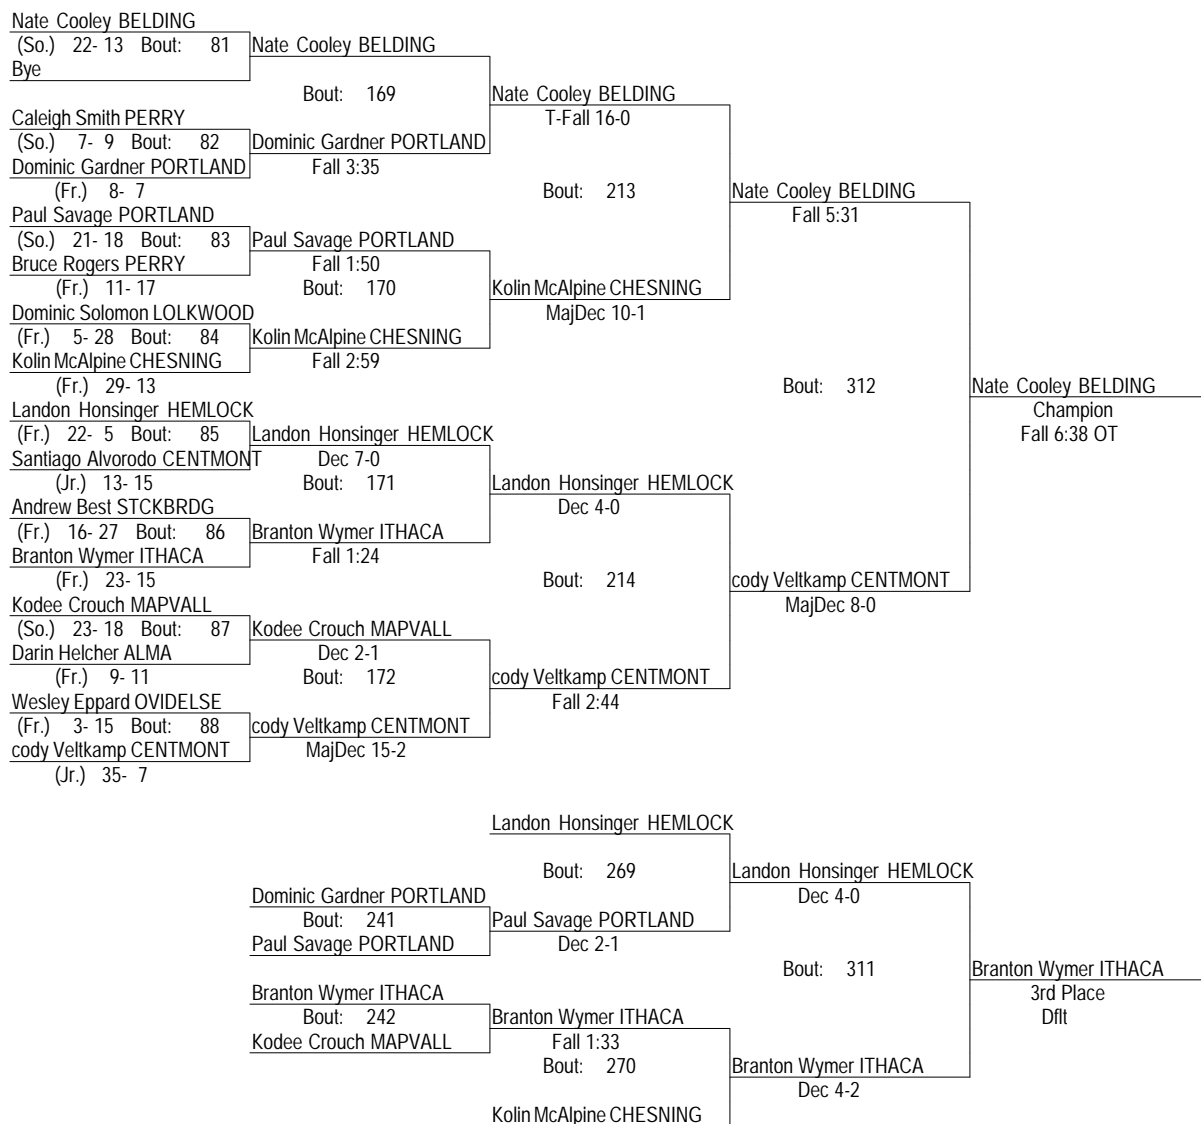 Nate Cooley BELDING
(So.) 22- 13 Bout: 81
Nate Cooley BELDING
Bye
Bout: 169
Nate Cooley BELDING
T-Fall 16-0
Caleigh Smith PERRY
(So.) 7- 9 Bout: 82
Dominic Gardner PORTLAND
Dominic Gardner PORTLAND
Fall 3:35
(Fr.) 8- 7
Bout: 213
Nate Cooley BELDING
Fall 5:31
Paul Savage PORTLAND
(So.) 21- 18 Bout: 83
Paul Savage PORTLAND
Bruce Rogers PERRY
Fall 1:50
(Fr.) 11- 17
Bout: 170
Kolin McAlpine CHESNING
MajDec 10-1
Dominic Solomon LOLKWOOD
(Fr.) 5- 28 Bout: 84
Kolin McAlpine CHESNING
Kolin McAlpine CHESNING
Fall 2:59
(Fr.) 29- 13
Bout: 312
Nate Cooley BELDING
Champion
Fall 6:38 OT
Landon Honsinger HEMLOCK
(Fr.) 22- 5 Bout: 85
Landon Honsinger HEMLOCK
Santiago Alvorodo CENTMONT
Dec 7-0
(Jr.) 13- 15
Bout: 171
Landon Honsinger HEMLOCK
Dec 4-0
Andrew Best STCKBRDG
(Fr.) 16- 27 Bout: 86
Branton Wymer ITHACA
Branton Wymer ITHACA
Fall 1:24
(Fr.) 23- 15
Bout: 214
cody Veltkamp CENTMONT
MajDec 8-0
Kodee Crouch MAPVALL
(So.) 23- 18 Bout: 87
Kodee Crouch MAPVALL
Darin Helcher ALMA
Dec 2-1
(Fr.) 9- 11
Bout: 172
cody Veltkamp CENTMONT
Fall 2:44
Wesley Eppard OVIDELSE
(Fr.) 3- 15 Bout: 88
cody Veltkamp CENTMONT
cody Veltkamp CENTMONT
MajDec 15-2
(Jr.) 35- 7
Landon Honsinger HEMLOCK
Bout: 269
Landon Honsinger HEMLOCK
Dec 4-0
Dominic Gardner PORTLAND
Bout: 241
Paul Savage PORTLAND
Paul Savage PORTLAND
Dec 2-1
Bout: 311
Branton Wymer ITHACA
3rd Place
Dflt
Branton Wymer ITHACA
Bout: 242
Branton Wymer ITHACA
Kodee Crouch MAPVALL
Fall 1:33
Bout: 270
Branton Wymer ITHACA
Dec 4-2
Kolin McAlpine CHESNING